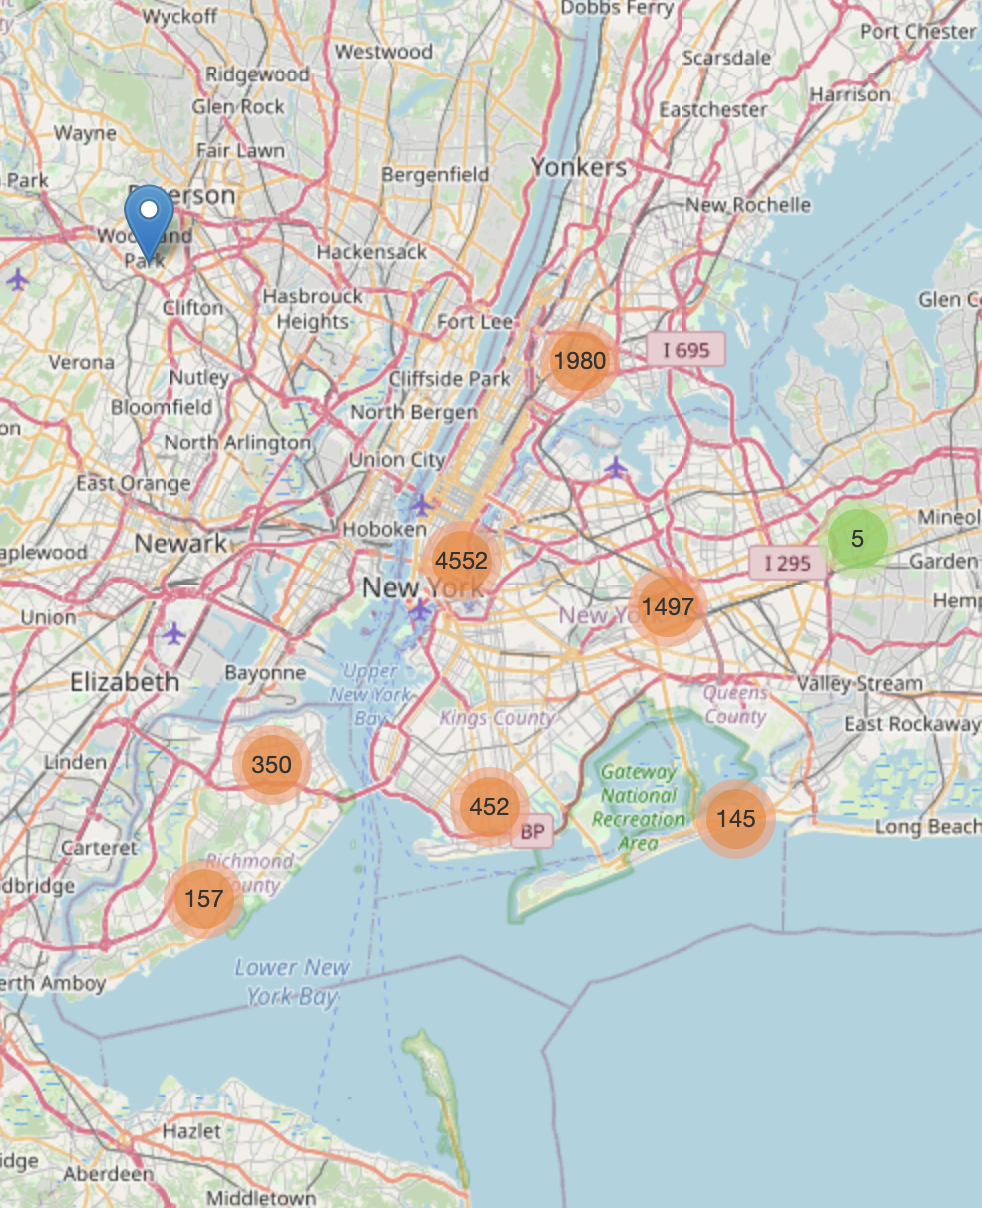 Dobbs Ferry
Wyckoff
Port Chester
Westwood
Scarsdale
Ridgewood
Harrison
Glen Rock
Eastchester
Wayne
Fair Lawn
Yonkers
Bergenfield
Park
New Rochelle
Hackensack
Park
Hasbrouck
Heights
Glen C
Clifton
Fort Lee
I 695
1980
Verona
Nutley
Cliffside Park
Bloomfield
North Bergen
on
North Arlington
Union City
East Orange
Hoboken
Mineol
5
Newark
aplewood
4552
I 295
Garden
New York
Hemp
1497
New Yo
Union
Bayonne
Upper
New York
Bay
Elizabeth
Valley Stream
Queens
County
Kings County
East Rockaway
Linden
350
Gateway
National
Recreation
Area
452
BP
145
Long Beach
Carteret
Richmond
County
dbridge
157
Lower New
York Bay
erth Amboy
Hazlet
idge
Aberdeen
Middletown